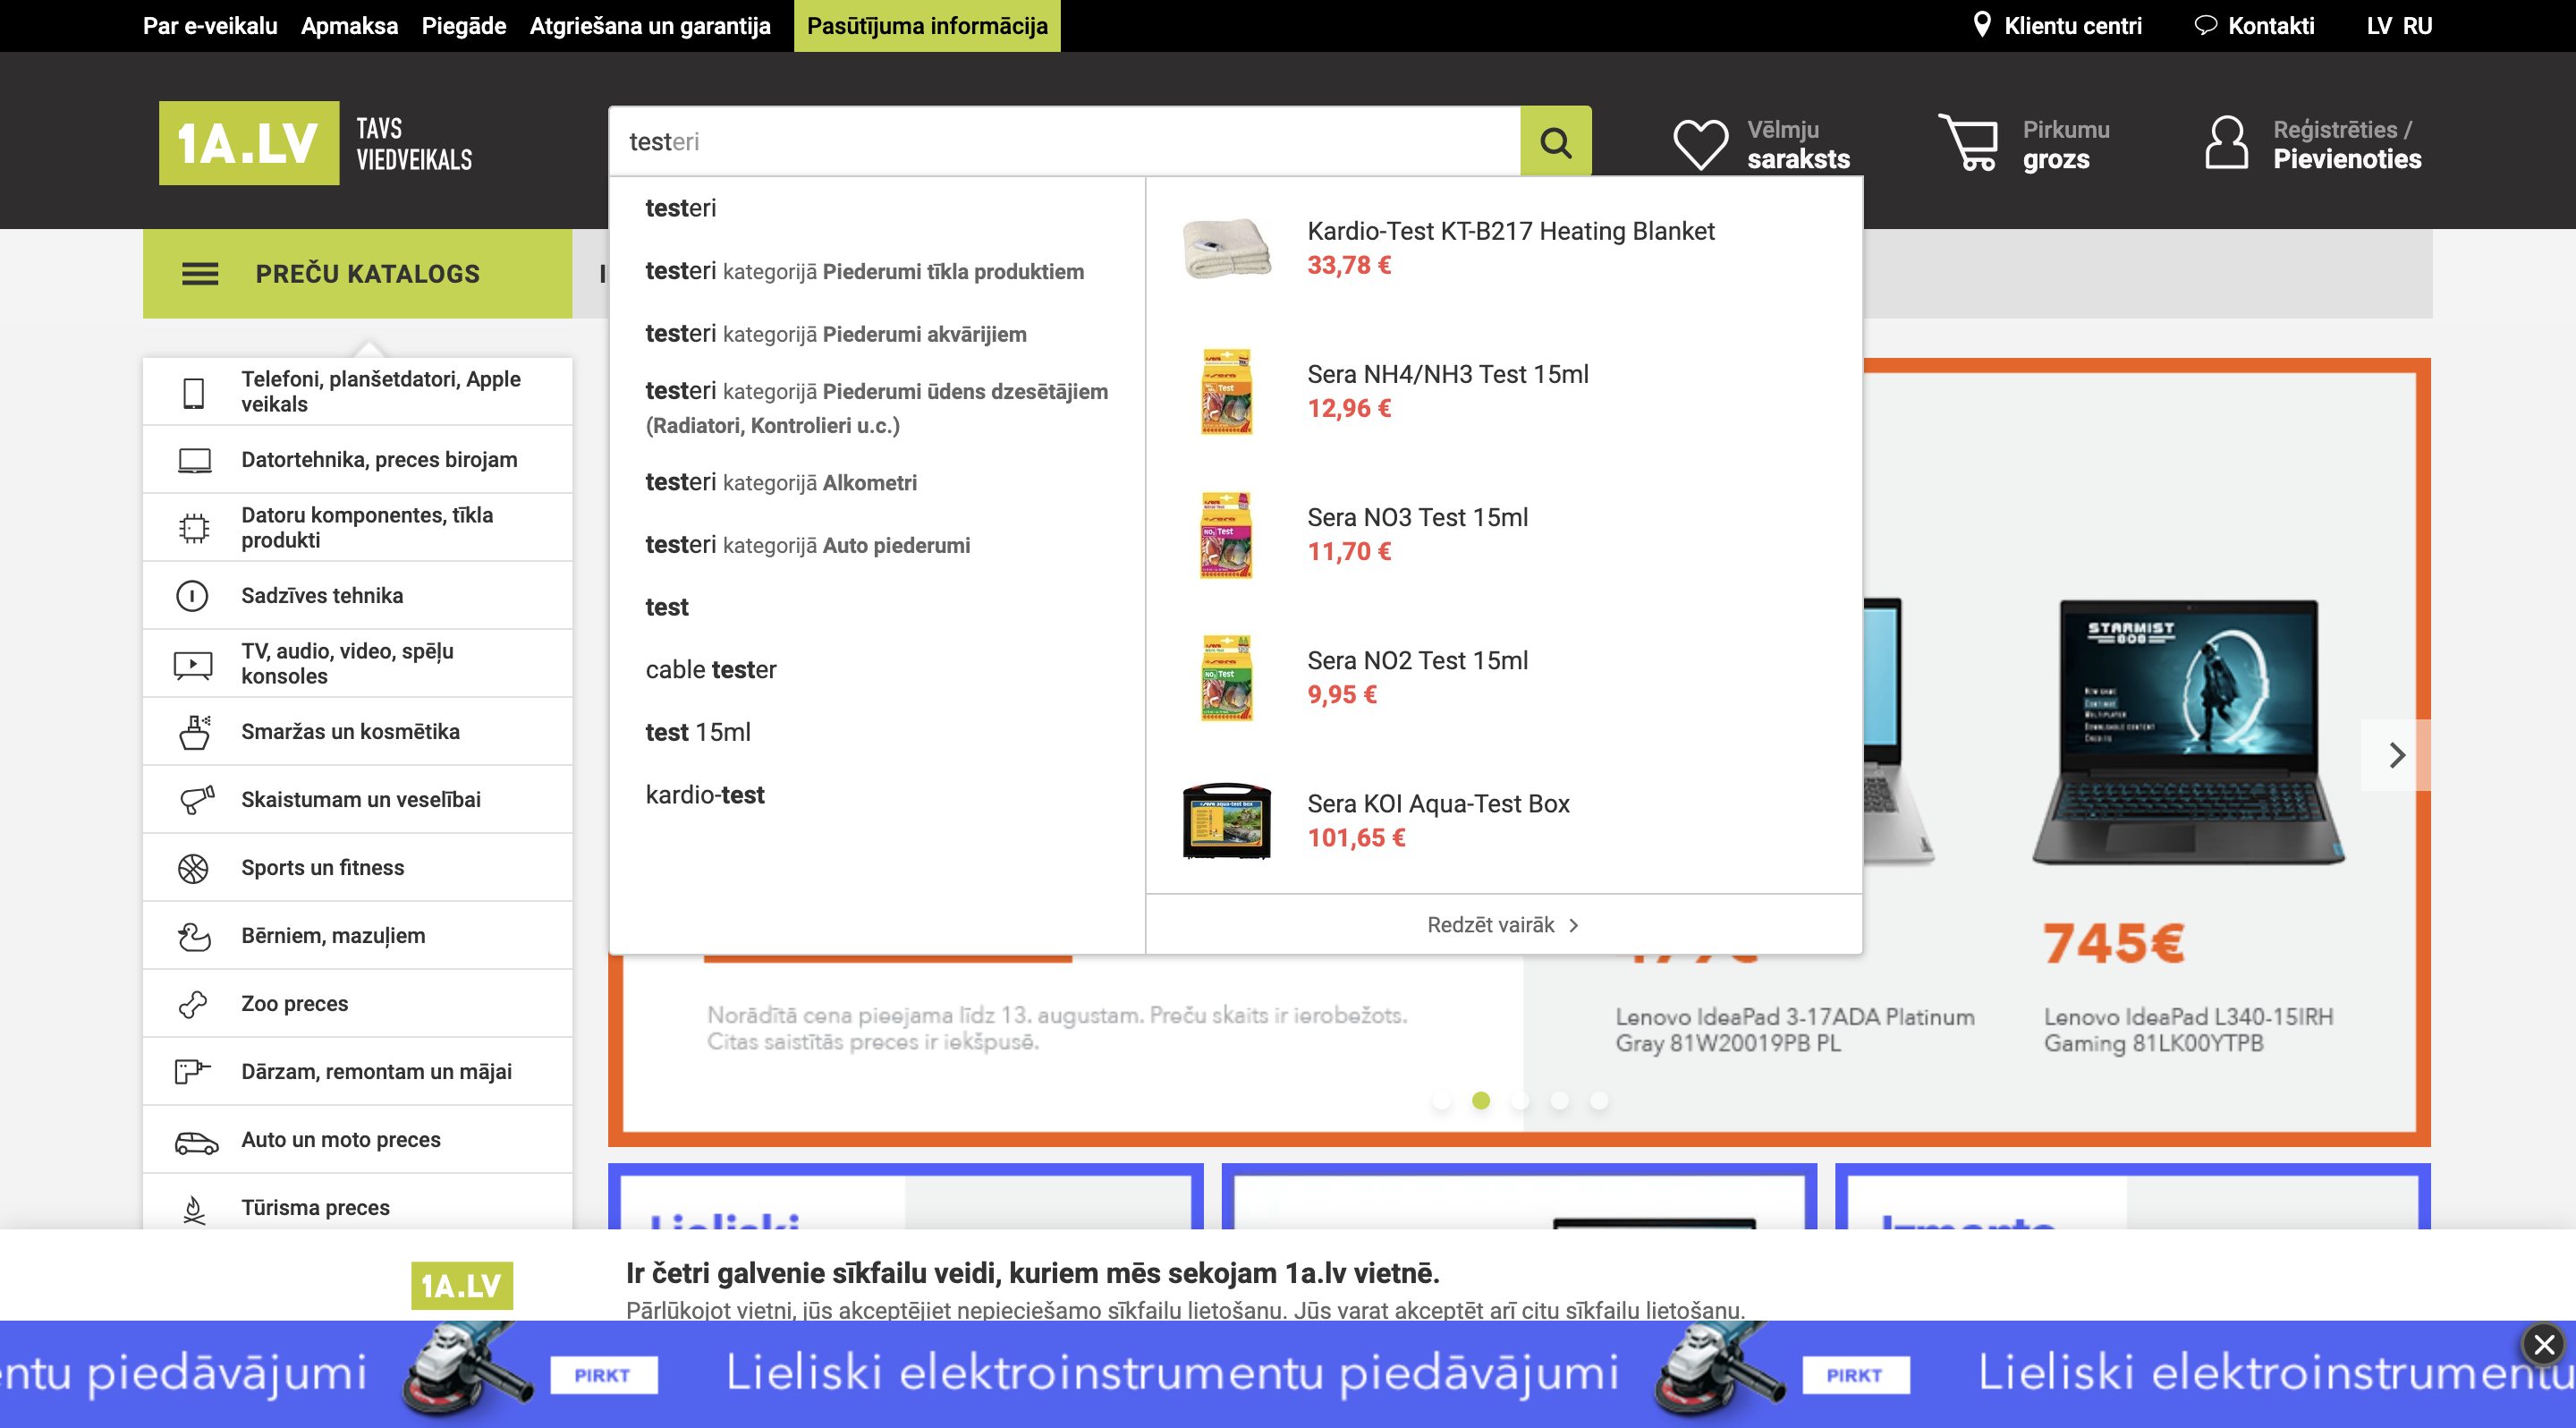 Par e-veikalu Apmaksa Piegāde Atgriešana un garantija Pasūtījuma informācija Klientu centri Kontakti LV RU
1A.LV
TAVS
VIEDVEIKALS
testeri
Vēlmju
saraksts
Pirkumu
grozs
Reģistrēties /
Pievienoties
PREČU KATALOGS
Telefoni, planšetdatori, Apple
veikals
Datortehnika, preces birojam
Datoru komponentes, tīkla
produkti
Sadzīves tehnika
TV, audio, video, spēļu
konsoles
Smaržas un kosmētika
Skaistumam un veselībai
Sports un fitness
Bērniem, mazuļiem
Zoo preces
Dārzam, remontam un mājai
Auto un moto preces
Tūrisma preces
testeri
testeri kategorijā Piederumi tīkla produktiem
testeri kategorijā Piederumi akvārijiem
testeri kategorijā Piederumi ūdens dzesētājiem
(Radiatori, Kontrolieri u.c.)
testeri kategorijā Alkometri
testeri kategorijā Auto piederumi
test
cable tester
test 15ml
kardio-test
Kardio-Test KT-B217 Heating Blanket
33,78 €
Sera NH4/NH3 Test 15ml
12,96 €
Sera NO3 Test 15ml
11,70 €
Sera NO2 Test 15ml
9,95 €
Sera KOI Aqua-Test Box
101,65 €
Redzēt vairāk
STARMIST
808
745€
Norādītā cena pieejama līdz 13. augustam. Preču skaits ir ierobežots.
Citas saistītās preces ir iekšpusē.
Lenovo IdeaPad 3-17ADA Platinum
Gray 81W20019PB PL
Lenovo IdeaPad L340-15IRH
Gaming 81LK00YTPB
Lieliski
Izmanto
1A.LV
Ir četri galvenie sīkfailu veidi, kuriem mēs sekojam 1a.lv vietnē.
Pārlūkojot vietni, jūs akceptējiet nepieciešamo sīkfailu lietošanu. Jūs varat akceptēt arī citu sīkfailu lietošanu.
ntu piedāvājumi PIRKT Lieliski elektroinstrumentu piedāvājumi PIRKT Lieliski elektroinstrumentu